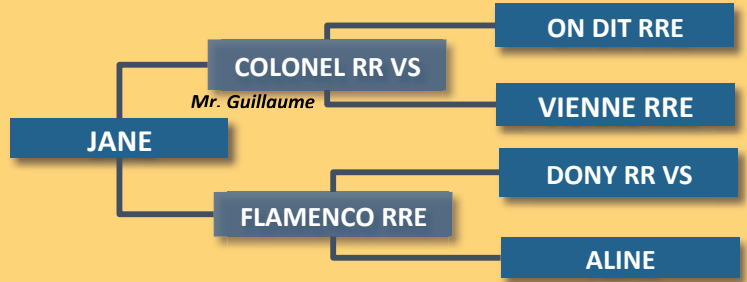 ON DIT RRE
COLONEL RR VS
Mr. Guillaume
VIENNE RRE
JANE
DONY RR VS
FLAMENCO RRE
ALINE